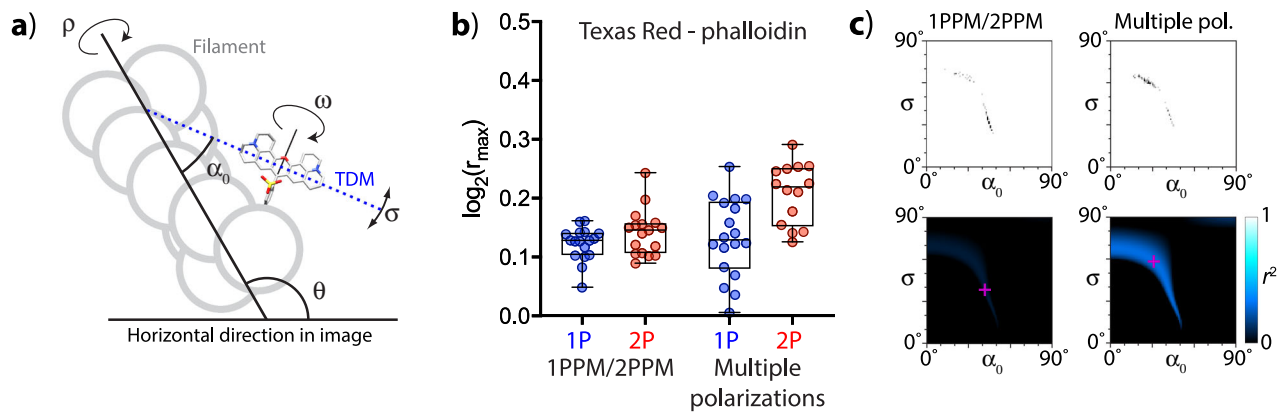 a)
ρ
Filament
ω
α₀
TDM
σ
θ
Horizontal direction in image
b)
Texas Red - phalloidin
log₂(rₘₐₓ)
0.5
0.4
0.3
0.2
0.1
0.0
1P
2P
1P
2P
1PPM/2PPM
Multiple
polarizations
c)
1PPM/2PPM
Multiple pol.
90˚
90˚
σ
σ
0˚
0˚
0˚
α₀
90˚
0˚
α₀
90˚
90˚
90˚
1
σ
σ
r²
0˚
0˚
0
0˚
α₀
90˚
0˚
α₀
90˚